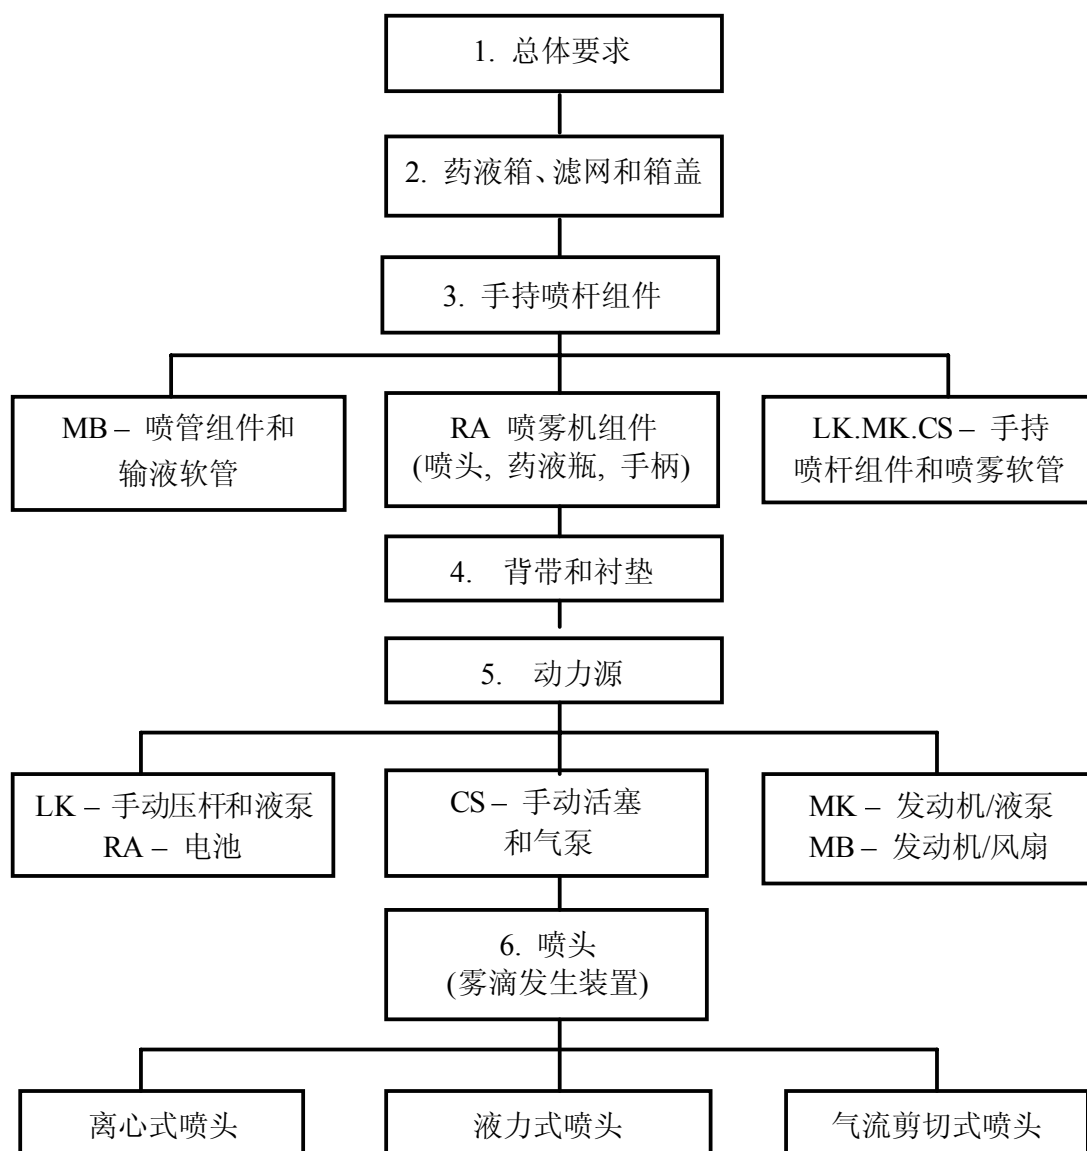 1. 总体要求
2. 药液箱、滤网和箱盖
3. 手持喷杆组件
MB – 喷管组件和
输液软管
RA 喷雾机组件
(喷头, 药液瓶, 手柄)
LK.MK.CS – 手持
喷杆组件和喷雾软管
4. 背带和衬垫
5. 动力源
LK – 手动压杆和液泵
RA – 电池
CS – 手动活塞
和气泵
MK – 发动机/液泵
MB – 发动机/风扇
6. 喷头
(雾滴发生装置)
离心式喷头
液力式喷头
气流剪切式喷头